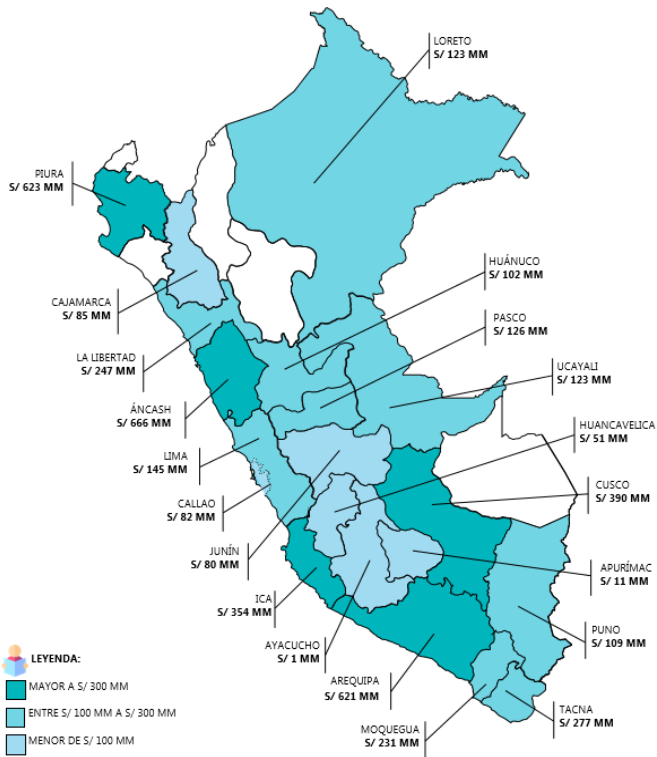 LORETO
S/ 123 MM
PIURA
S/ 623 MM
HUÁNUCO
S/ 102 MM
CAJAMARCA
S/ 85 MM
PASCO
S/ 126 MM
LA LIBERTAD
S/ 247 MM
UCAYALI
S/ 123 MM
ÁNCASH
S/ 666 MM
HUANCAVELICA
S/ 51 MM
LIMA
S/ 145 MM
CUSCO
S/ 390 MM
CALLAO
S/ 82 MM
JUNÍN
S/ 80 MM
APURÍMAC
S/ 11 MM
ICA
S/ 354 MM
PUNO
S/ 109 MM
AYACUCHO
S/ 1 MM
AREQUIPA
S/ 621 MM
TACNA
S/ 277 MM
MOQUEGUA
S/ 231 MM
LEYENDA:
MAYOR A S/ 300 MM
ENTRE S/ 100 MM A S/ 300 MM
MENOR DE S/ 100 MM